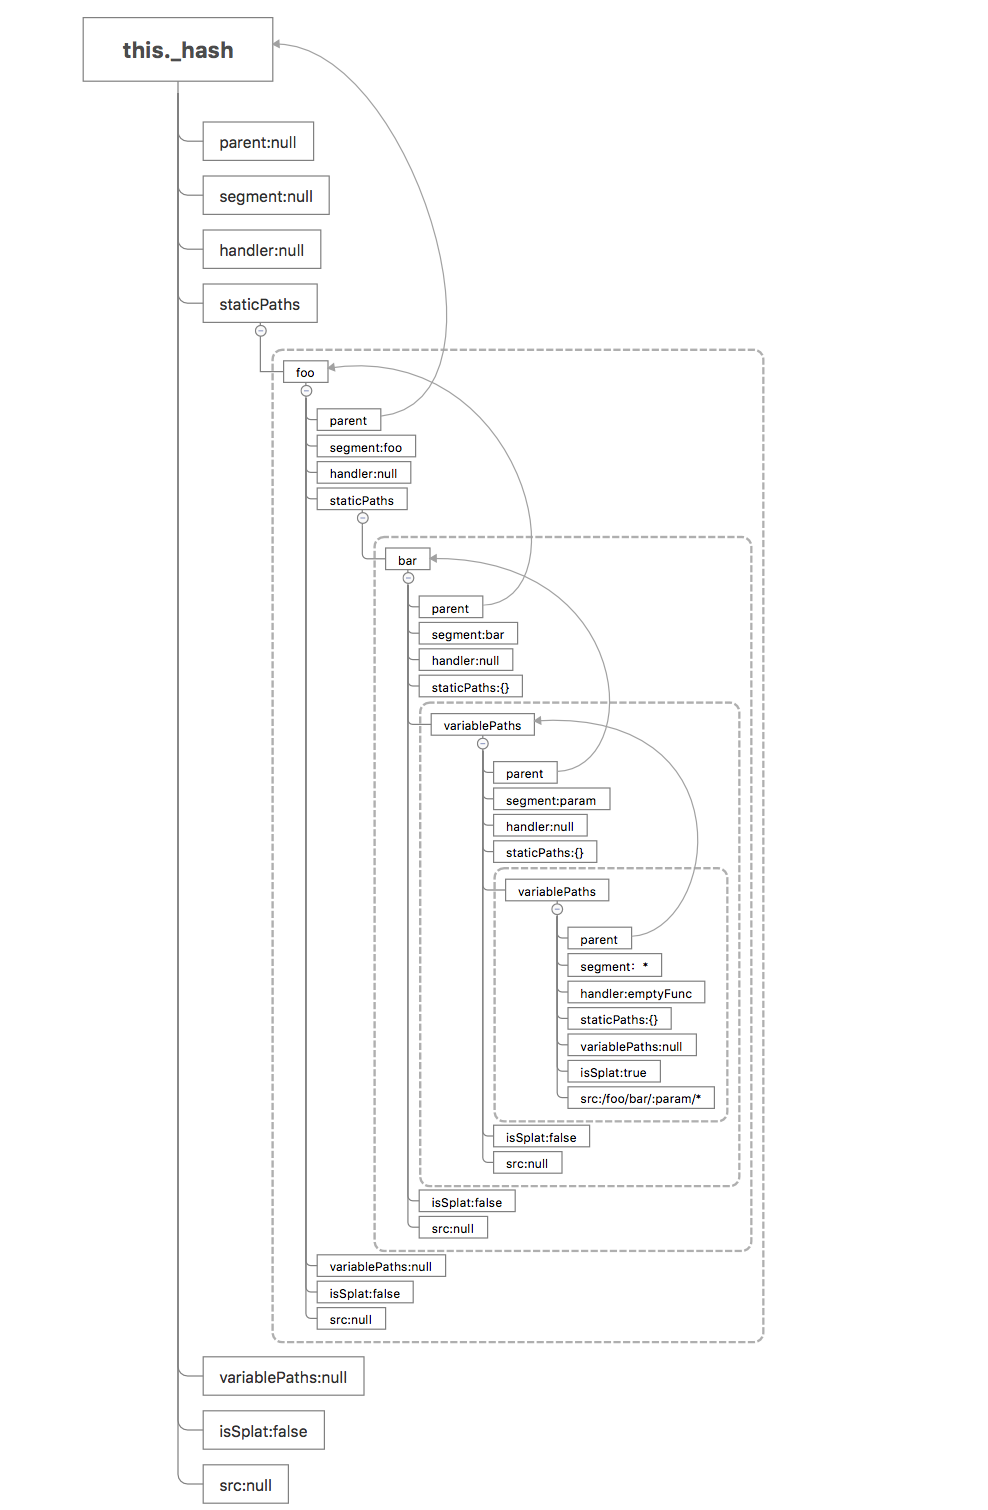 this._hash
parent:null
segment:null
handler:null
staticPaths
foo
parent
segment:foo
handler:null
staticPaths
bar
parent
segment:bar
handler:null
staticPaths:{}
variablePaths
parent
segment:param
handler:null
staticPaths:{}
variablePaths
parent
segment: *
handler:emptyFunc
staticPaths:{}
variablePaths:null
isSplat:true
src:/foo/bar/:param/*
isSplat:false
src:null
isSplat:false
src:null
variablePaths:null
isSplat:false
src:null
variablePaths:null
isSplat:false
src:null